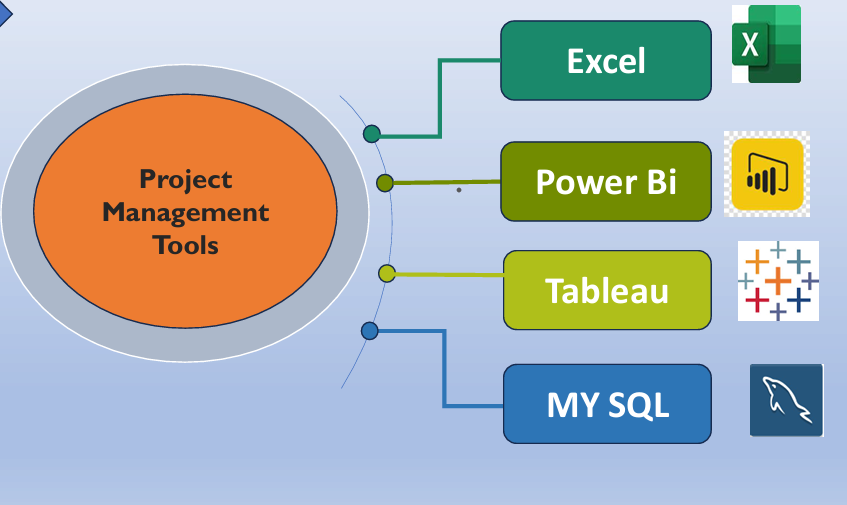 Project
Management
Tools
Excel
X
Power Bi
Tableau
MY SQL